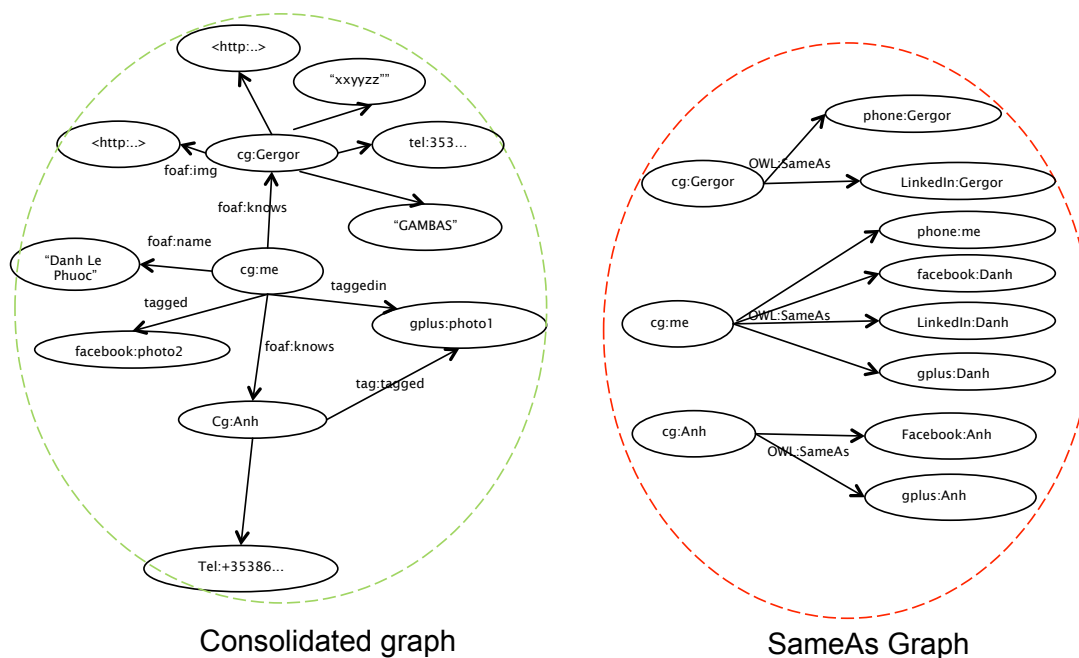 <http:..>
“xxyyzz””
<http:..>
cg:Gergor
tel:353...
foaf:img
foaf:knows
“GAMBAS”
foaf:name
“Danh Le
Phuoc”
cg:me
tagged
taggedin
gplus:photo1
facebook:photo2
foaf:knows
tag:tagged
Cg:Anh
Tel:+35386...
Consolidated graph
phone:Gergor
OWL:SameAs
cg:Gergor
LinkedIn:Gergor
phone:me
facebook:Danh
OWL:SameAs
cg:me
LinkedIn:Danh
gplus:Danh
cg:Anh
Facebook:Anh
OWL:SameAs
gplus:Anh
SameAs Graph